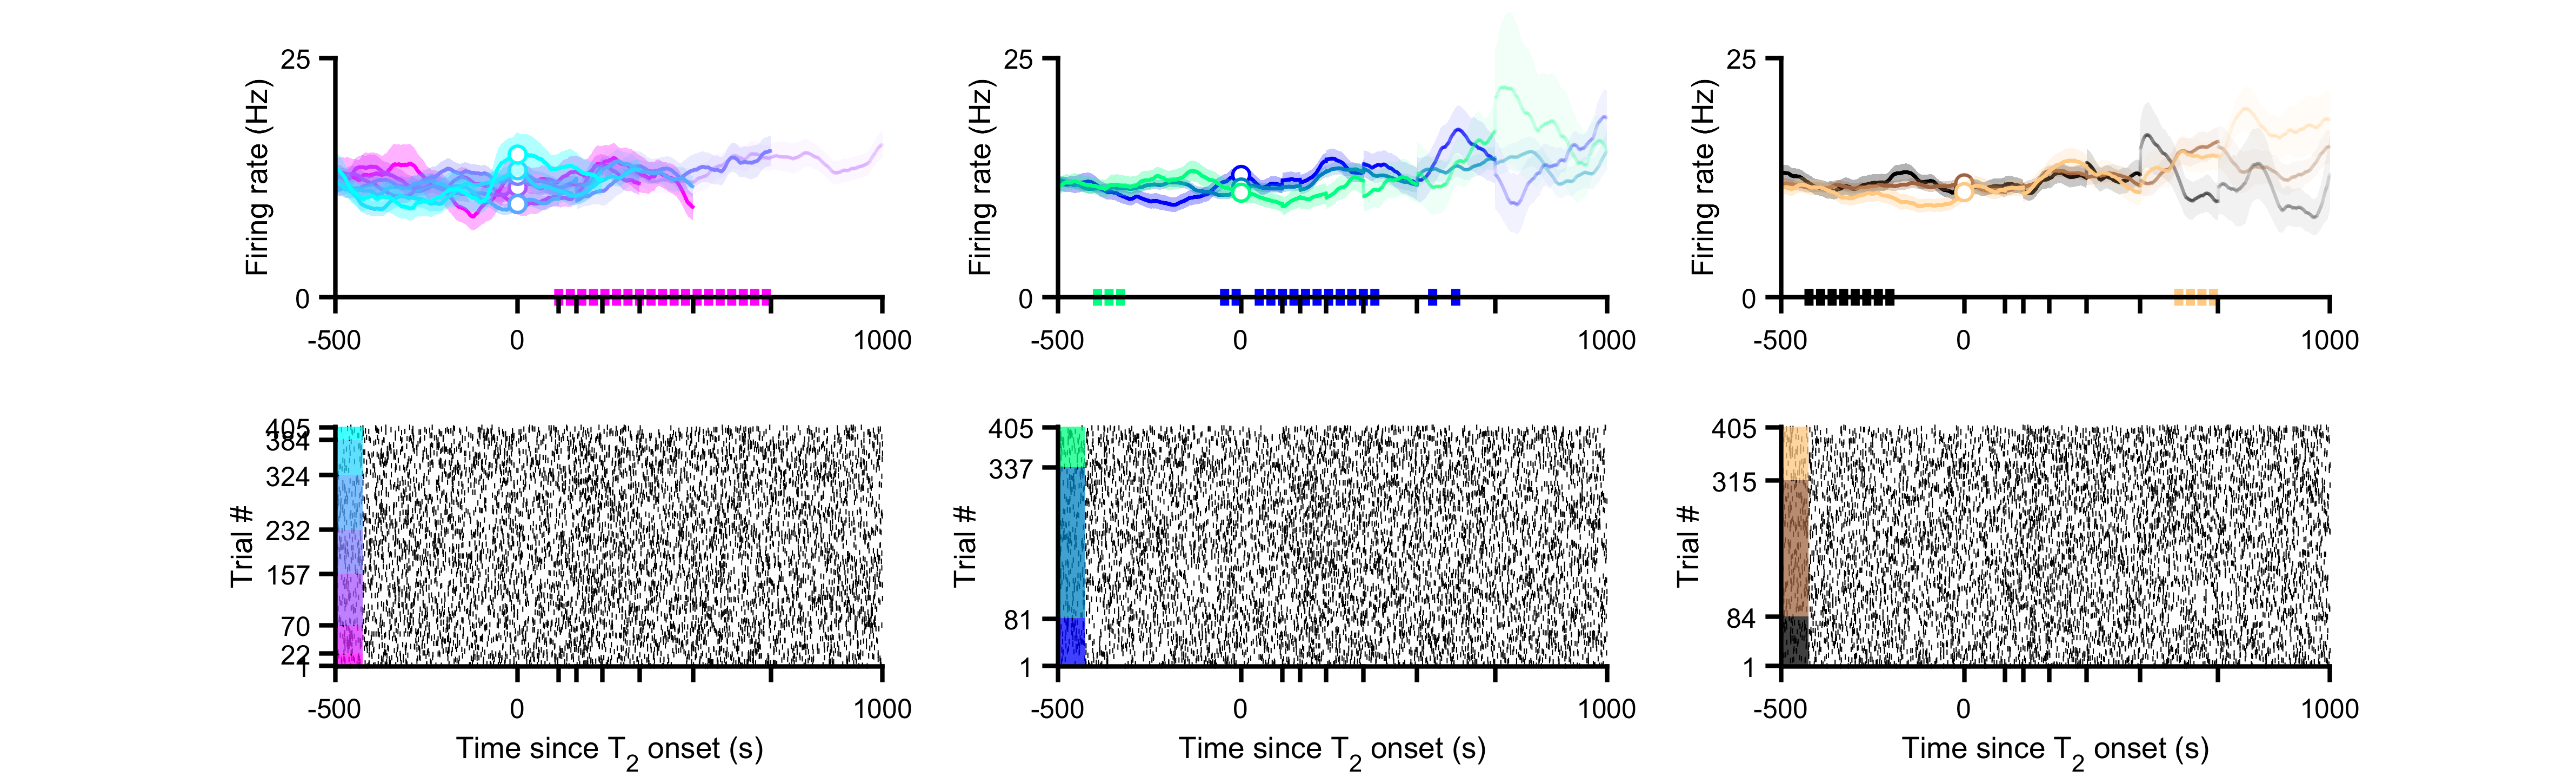 25
Firing rate (Hz)
0
-500 0 1000
25
Firing rate (Hz)
0
-500 0 1000
25
Firing rate (Hz)
0
-500 0 1000
405
384
324
232
157
70
22
1
Trial #
-500 0 1000
Time since T2 onset (s)
405
337
81
1
Trial #
-500 0 1000
Time since T2 onset (s)
405
315
84
1
Trial #
-500 0 1000
Time since T2 onset (s)